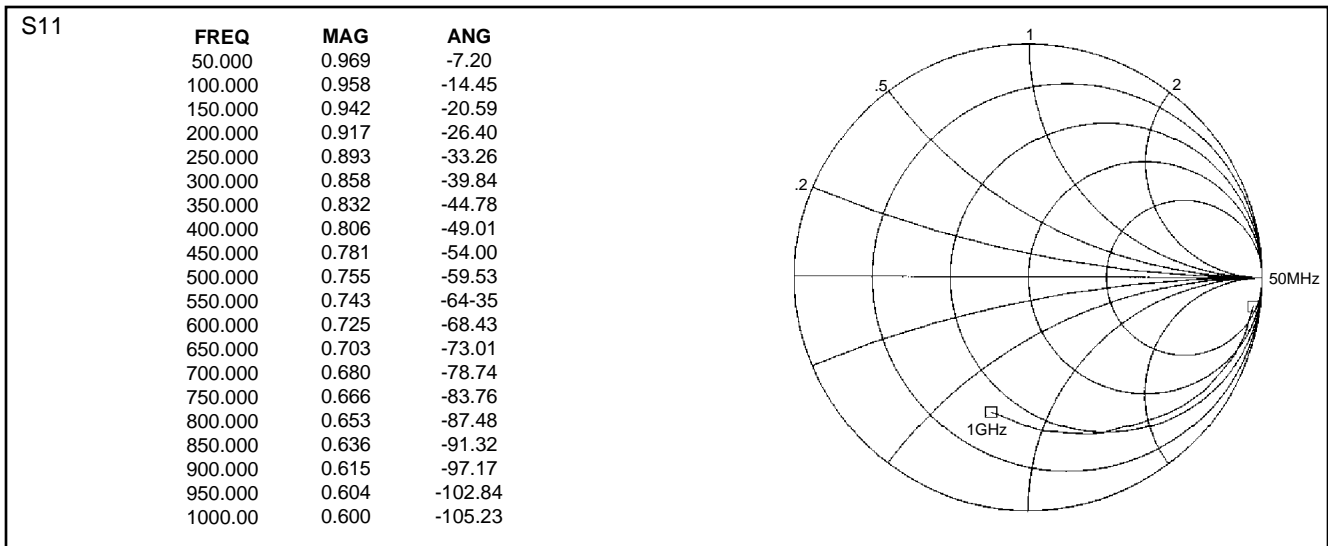 S11
FREQ MAG ANG
50.000 0.969 -7.20
100.000 0.958 -14.45
150.000 0.942 -20.59
200.000 0.917 -26.40
250.000 0.893 -33.26
300.000 0.858 -39.84
350.000 0.832 -44.78
400.000 0.806 -49.01
450.000 0.781 -54.00
500.000 0.755 -59.53
550.000 0.743 -64-35
600.000 0.725 -68.43
650.000 0.703 -73.01
700.000 0.680 -78.74
750.000 0.666 -83.76
800.000 0.653 -87.48
850.000 0.636 -91.32
900.000 0.615 -97.17
950.000 0.604 -102.84
1000.00 0.600 -105.23
1
.5
2
.2
50MHz
1GHz